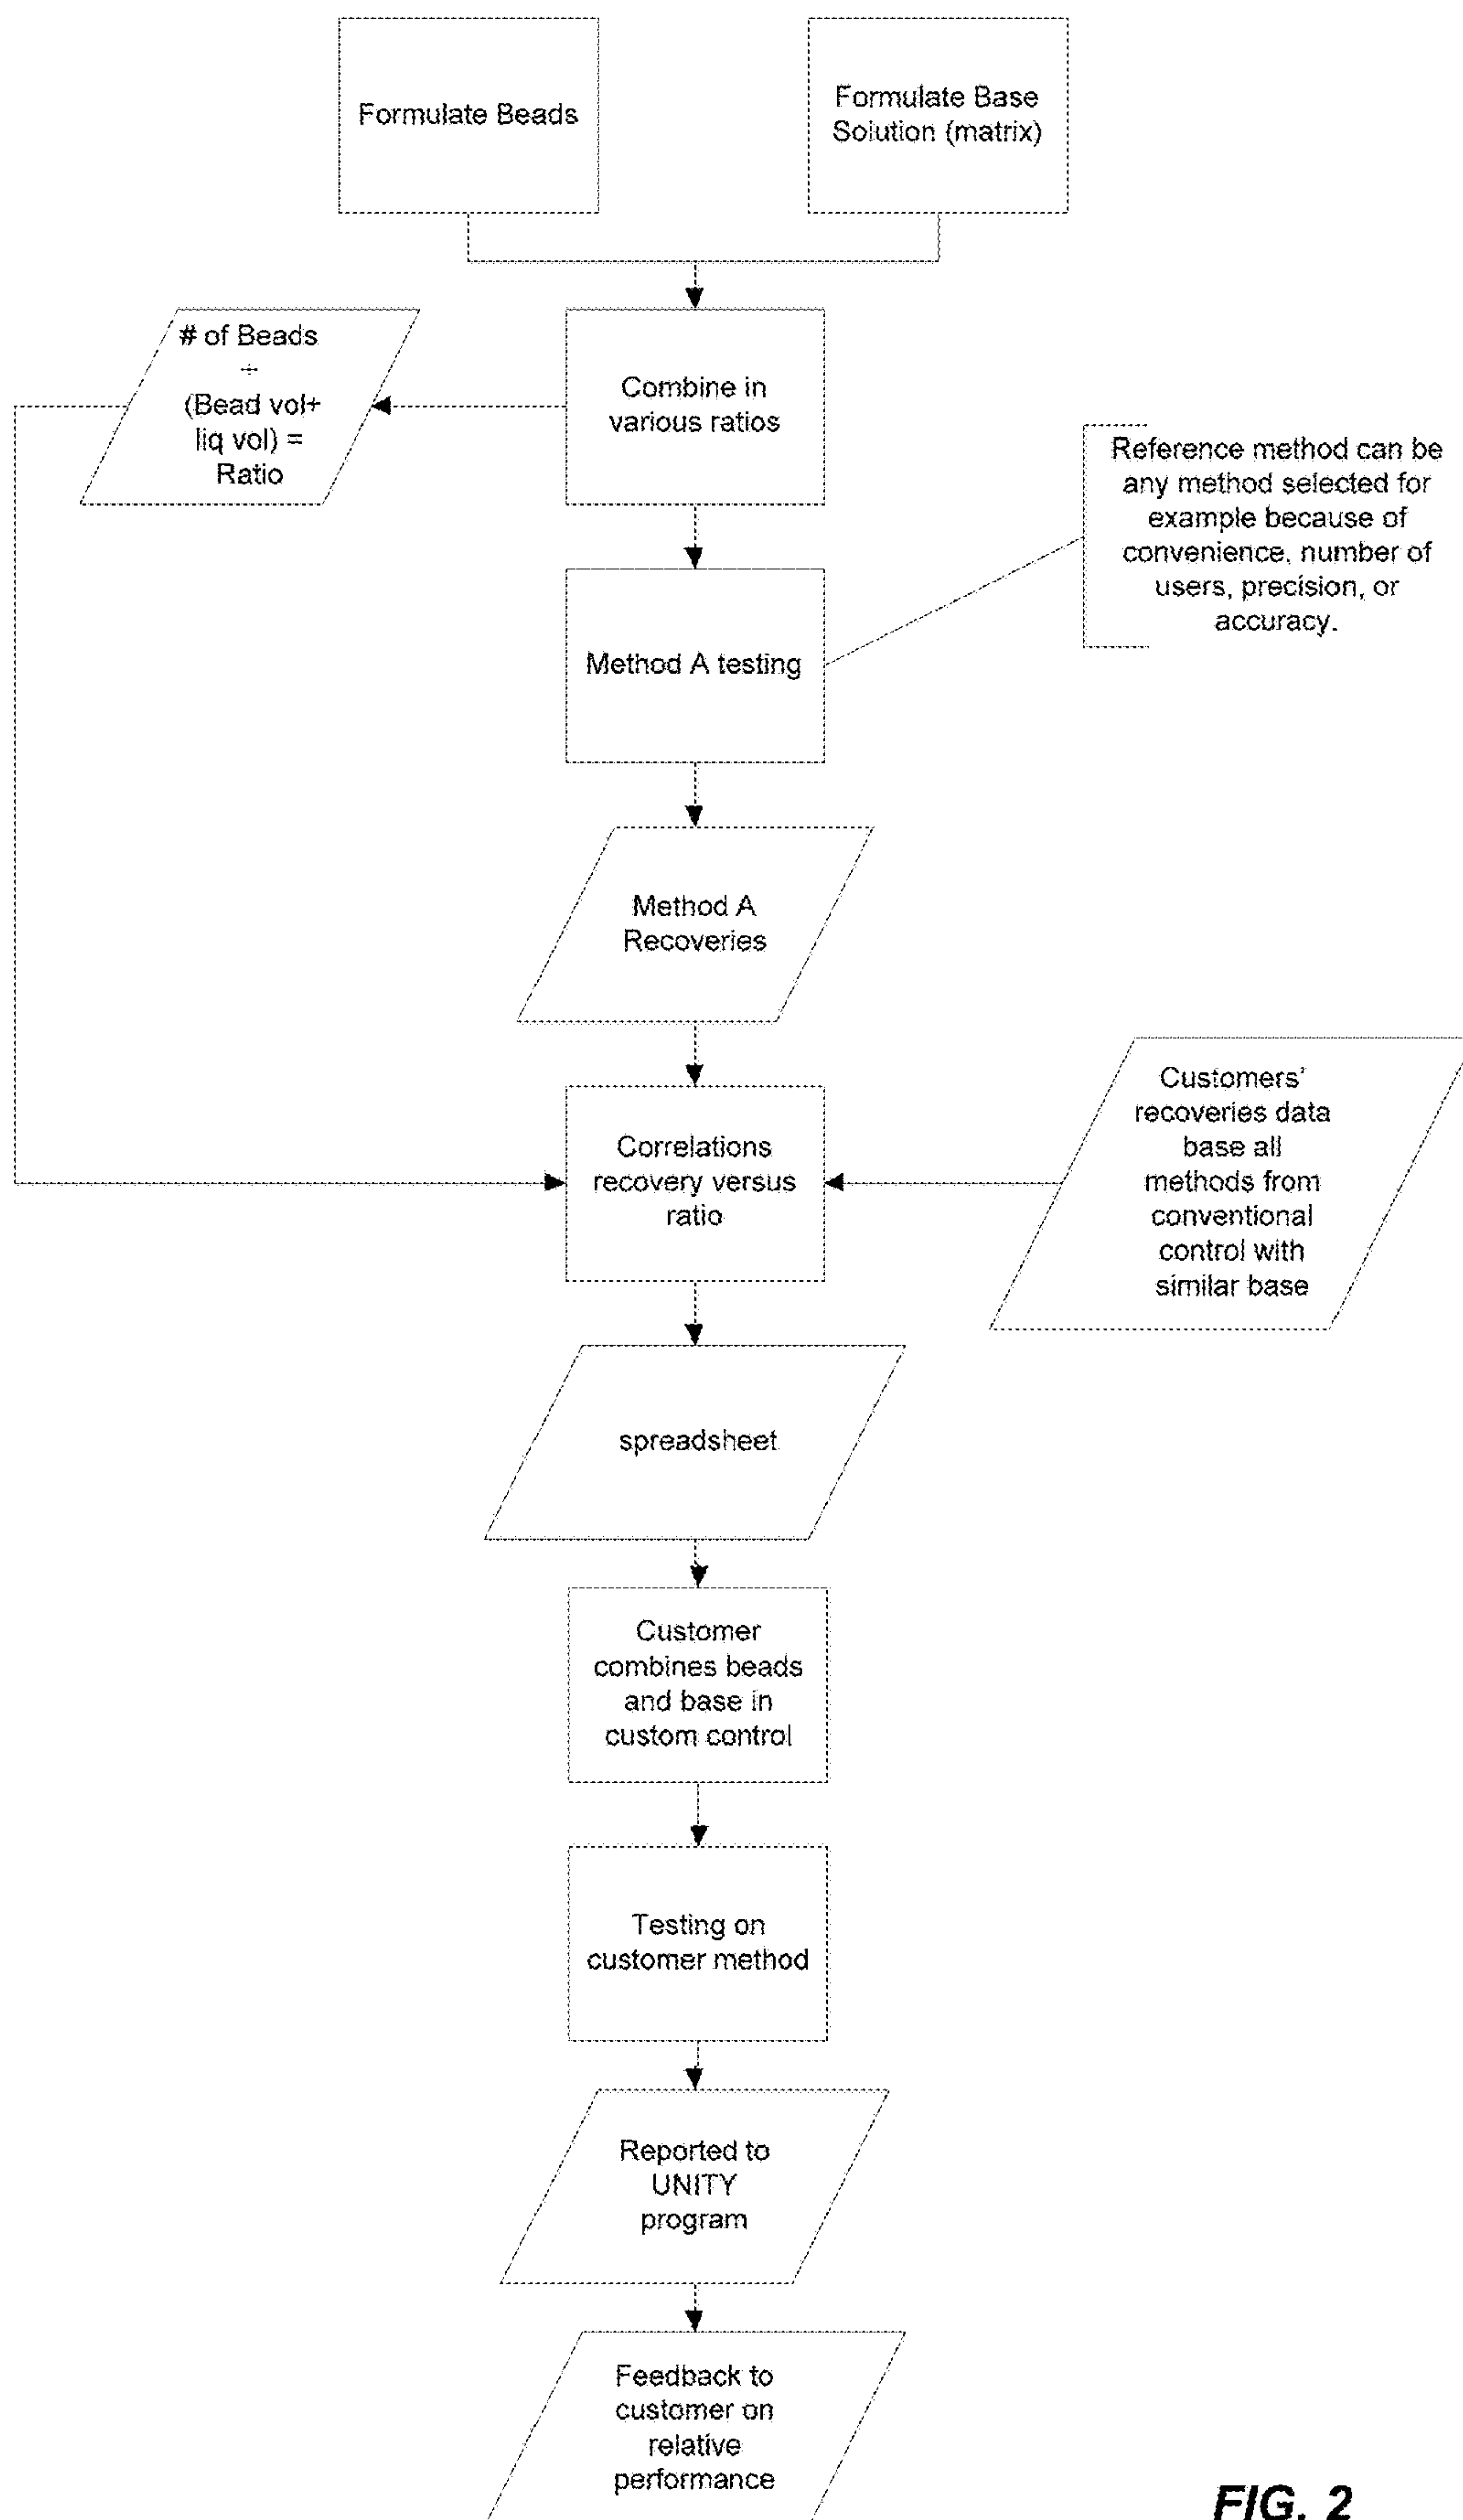 Formulate Beads
Formulate Base
Solution (matrix)
# of Beads
÷
(Bead vol+
liq vol) =
Ratio
Combine in
various ratios
Reference method can be
any method selected for
example because of
convenience, number of
users, precision, or
accuracy.
Method A testing
Method A
Recoveries
Correlations
recovery versus
ratio
Customers'
recoveries data
base all
methods from
conventional
control with
similar base
spreadsheet
Customer
combines beads
and base in
custom control
Testing on
customer method
Reported to
UNITY
program
Feedback to
customer on
relative
performance
FIG. 2